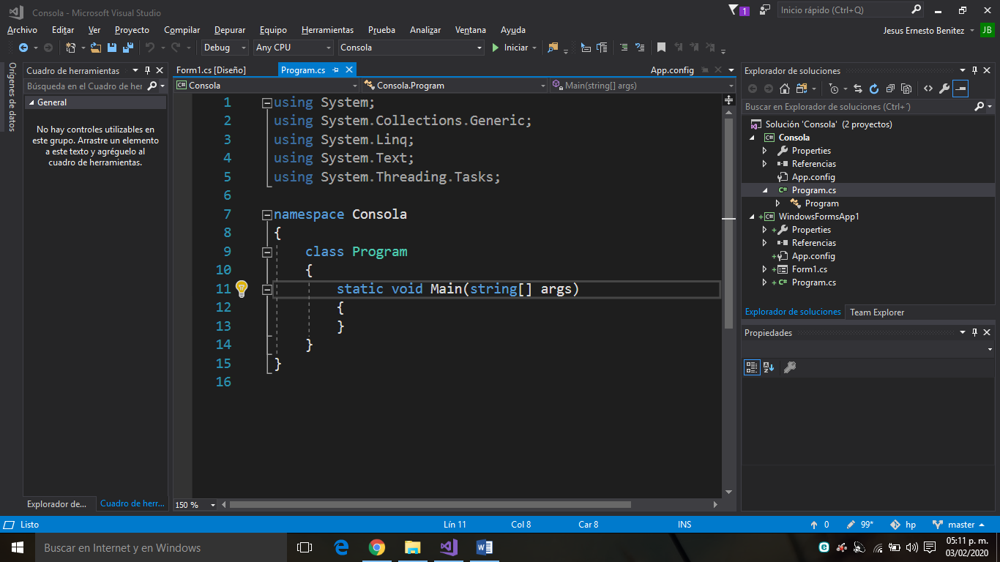 Consola - Microsoft Visual Studio
1
Inicio rápido (Ctrl+Q)
Archivo Editar Ver Proyecto Compilar Depurar Equipo Herramientas Prueba Analizar Ventana Ayuda
Jesus Ernesto Benitez JB
Debug Any CPU Consola Iniciar
Orígenes de datos
Cuadro de herramientas
Búsqueda en el Cuadro de her
General
No hay controles utilizables en
este grupo. Arrastre un elemento
a este texto y agréguelo al
cuadro de herramientas.
Explorador de...
Cuadro de herr...
Form1.cs [Diseño] Program.cs App.config
Consola Consola.Program Main(string[] args)
1 using System;
2 using System.Collections.Generic;
3 using System.Linq;
4 using System.Text;
5 using System.Threading.Tasks;
6
7 namespace Consola
8 {
9 class Program
10 {
11 static void Main(string[] args)
12 {
13 }
14 }
15 }
16
150 %
Explorador de soluciones
Buscar en Explorador de soluciones (Ctrl+´)
Solución 'Consola' (2 proyectos)
Consola
Properties
Referencias
App.config
Program.cs
Program
WindowsFormsApp1
Properties
Referencias
App.config
Form1.cs
Program.cs
Explorador de soluciones Team Explorer
Propiedades
Listo Lín 11 Col 8 Car 8 INS 0 99* hp master
Buscar en Internet y en Windows
05:11 p. m.
03/02/2020